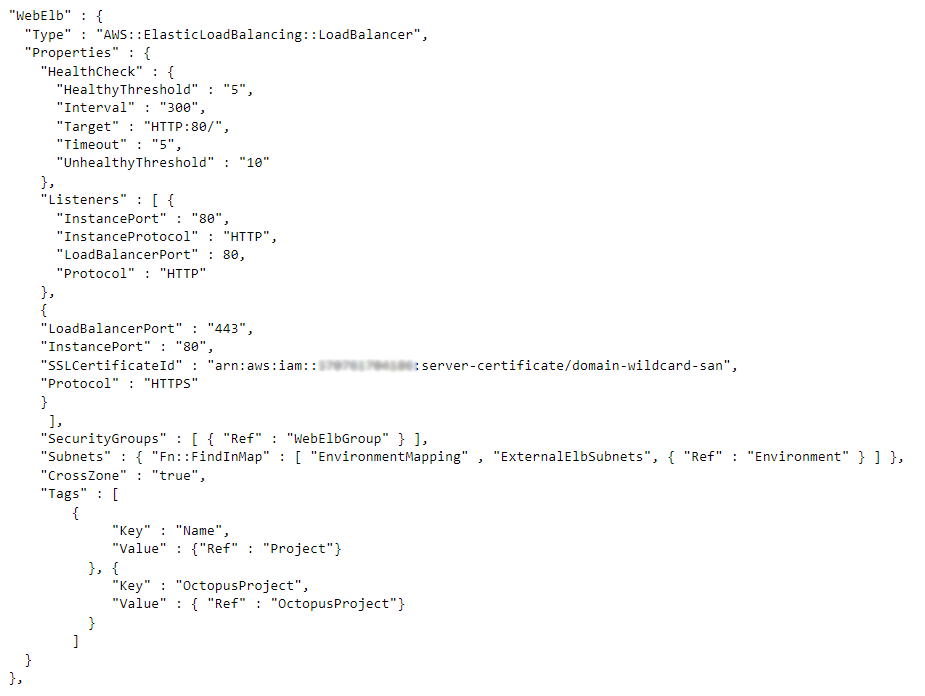 "WebElb" : {
"Type" : "AWS::ElasticLoadBalancing::LoadBalancer",
"Properties" : {
"HealthCheck" : {
"HealthyThreshold" : "5",
"Interval" : "300",
"Target" : "HTTP:80/",
"Timeout" : "5",
"UnhealthyThreshold" : "10"
},
"Listeners" : [ {
"InstancePort" : "80",
"InstanceProtocol" : "HTTP",
"LoadBalancerPort" : 80,
"Protocol" : "HTTP"
},
{
"LoadBalancerPort" : "443",
"InstancePort" : "80",
"SSLCertificateId" : "arn:aws:iam:: :server-certificate/domain-wildcard-san",
"Protocol" : "HTTPS"
}
],
"SecurityGroups" : [ { "Ref" : "WebElbGroup" } ],
"Subnets" : { "Fn::FindInMap" : [ "EnvironmentMapping" , "ExternalElbSubnets", { "Ref" : "Environment" } ] },
"CrossZone" : "true",
"Tags" : [
{
"Key" : "Name",
"Value" : {"Ref" : "Project"}
}, {
"Key" : "OctopusProject",
"Value" : { "Ref" : "OctopusProject"}
}
]
}
},